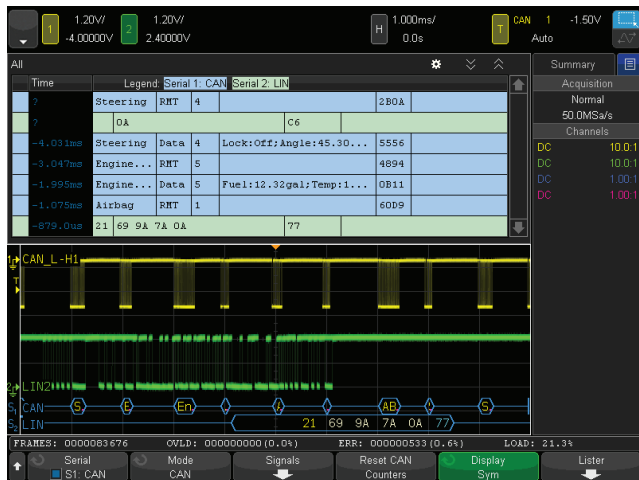 1 1.20V/ -4.00000V 2 1.20V/ 2.40000V H 1.000ms/ 0.0s T CAN 1 -1.50V Auto
All
Summary
Time Legend: Serial 1: CAN Serial 2: LIN
? Steering RMT 4 2B0A
? 0A C6
-4.031ms Steering Data 4 Lock:Off;Angle:45.30... 5556
-3.047ms Engine... RMT 5 4894
-1.995ms Engine... Data 5 Fuel:12.32gal;Temp:1... 0B11
-1.075ms Airbag RMT 1 60D9
-879.0us 21 69 9A 7A 0A 77
Acquisition
Normal
50.0MSa/s
Channels
DC 10.0:1
DC 10.0:1
DC 1.00:1
DC 1.00:1
1 CAN_L-H1
T
2 LIN2
S1 CAN S E En A AB S
S2 LIN 21 69 9A 7A 0A 77
FRAMES: 0000083676 OVLD: 000000000(0.0%) ERR: 000000533(0.6%) LOAD: 21.3%
Serial
S1: CAN
Mode
CAN
Signals
Reset CAN
Counters
Display
Sym
Lister